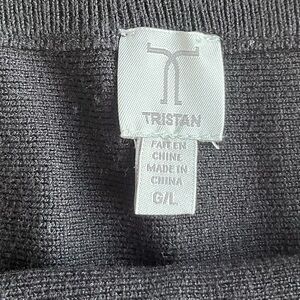 TRISTAN
FAIT EN
CHINE
MADE IN
CHINA
G/L